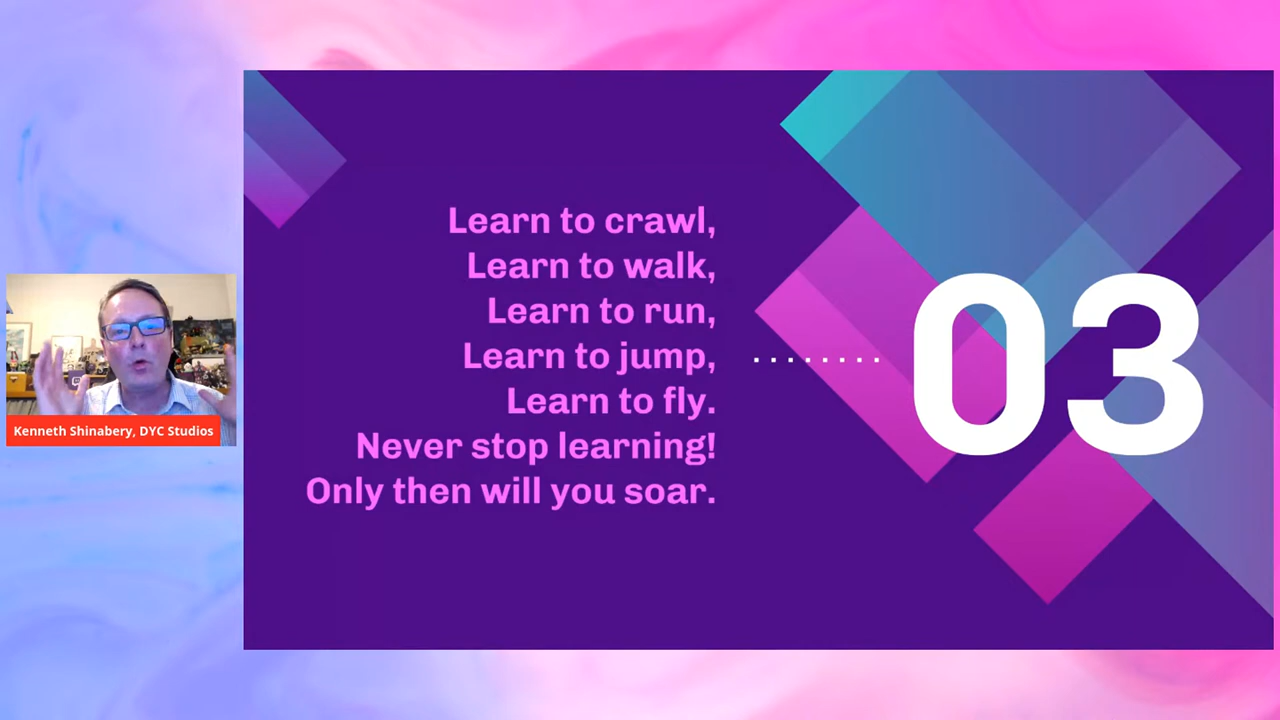 Learn to crawl,
Learn to walk,
Learn to run,
Learn to jump,
Learn to fly.
Never stop learning!
Only then will you soar.
03
Kenneth Shinabery, DYC Studios